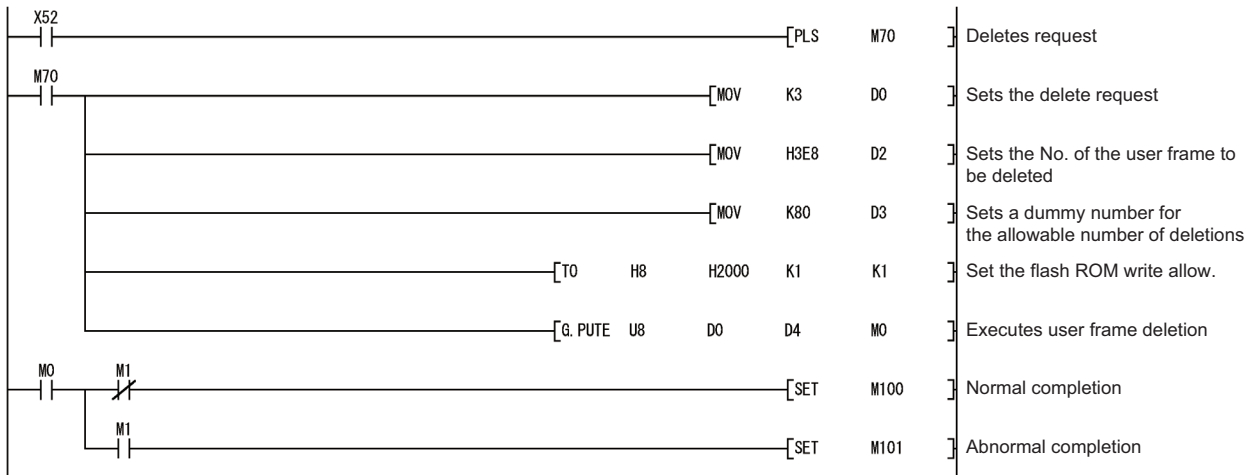 X52
[PLS M70 ] Deletes request
M70
[MOV K3 D0 ] Sets the delete request
[MOV H3E8 D2 ] Sets the No. of the user frame to
be deleted
[MOV K80 D3 ] Sets a dummy number for
the allowable number of deletions
[TO H8 H2000 K1 K1 ] Set the flash ROM write allow.
[G. PUTE U8 D0 D4 M0 ] Executes user frame deletion
M0 M1
[SET M100 ] Normal completion
M1
[SET M101 ] Abnormal completion